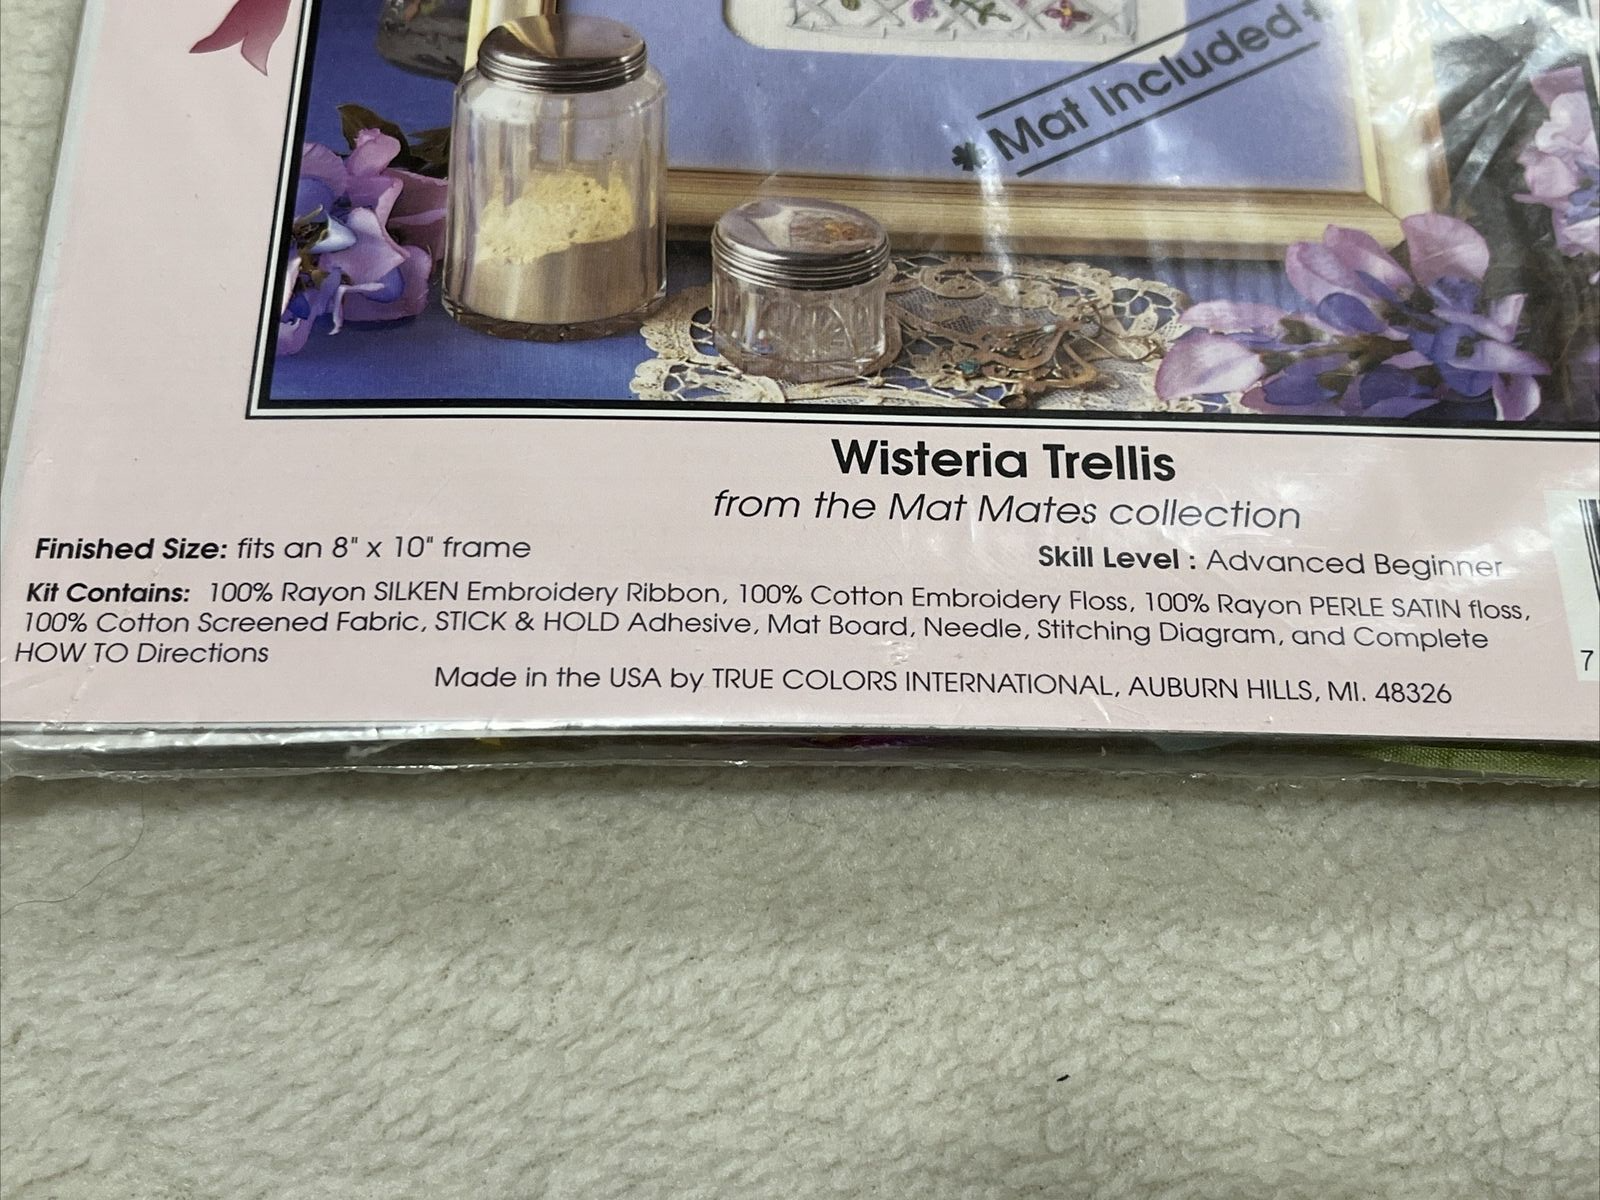 * Mat Included *
Wisteria Trellis
from the Mat Mates collection
Finished Size: fits an 8" x 10" frame
Skill Level : Advanced Beginner
Kit Contains: 100% Rayon SILKEN Embroidery Ribbon, 100% Cotton Embroidery Floss, 100% Rayon PERLE SATIN floss,
100% Cotton Screened Fabric, STICK & HOLD Adhesive, Mat Board, Needle, Stitching Diagram, and Complete
HOW TO Directions
Made in the USA by TRUE COLORS INTERNATIONAL, AUBURN HILLS, MI. 48326
7